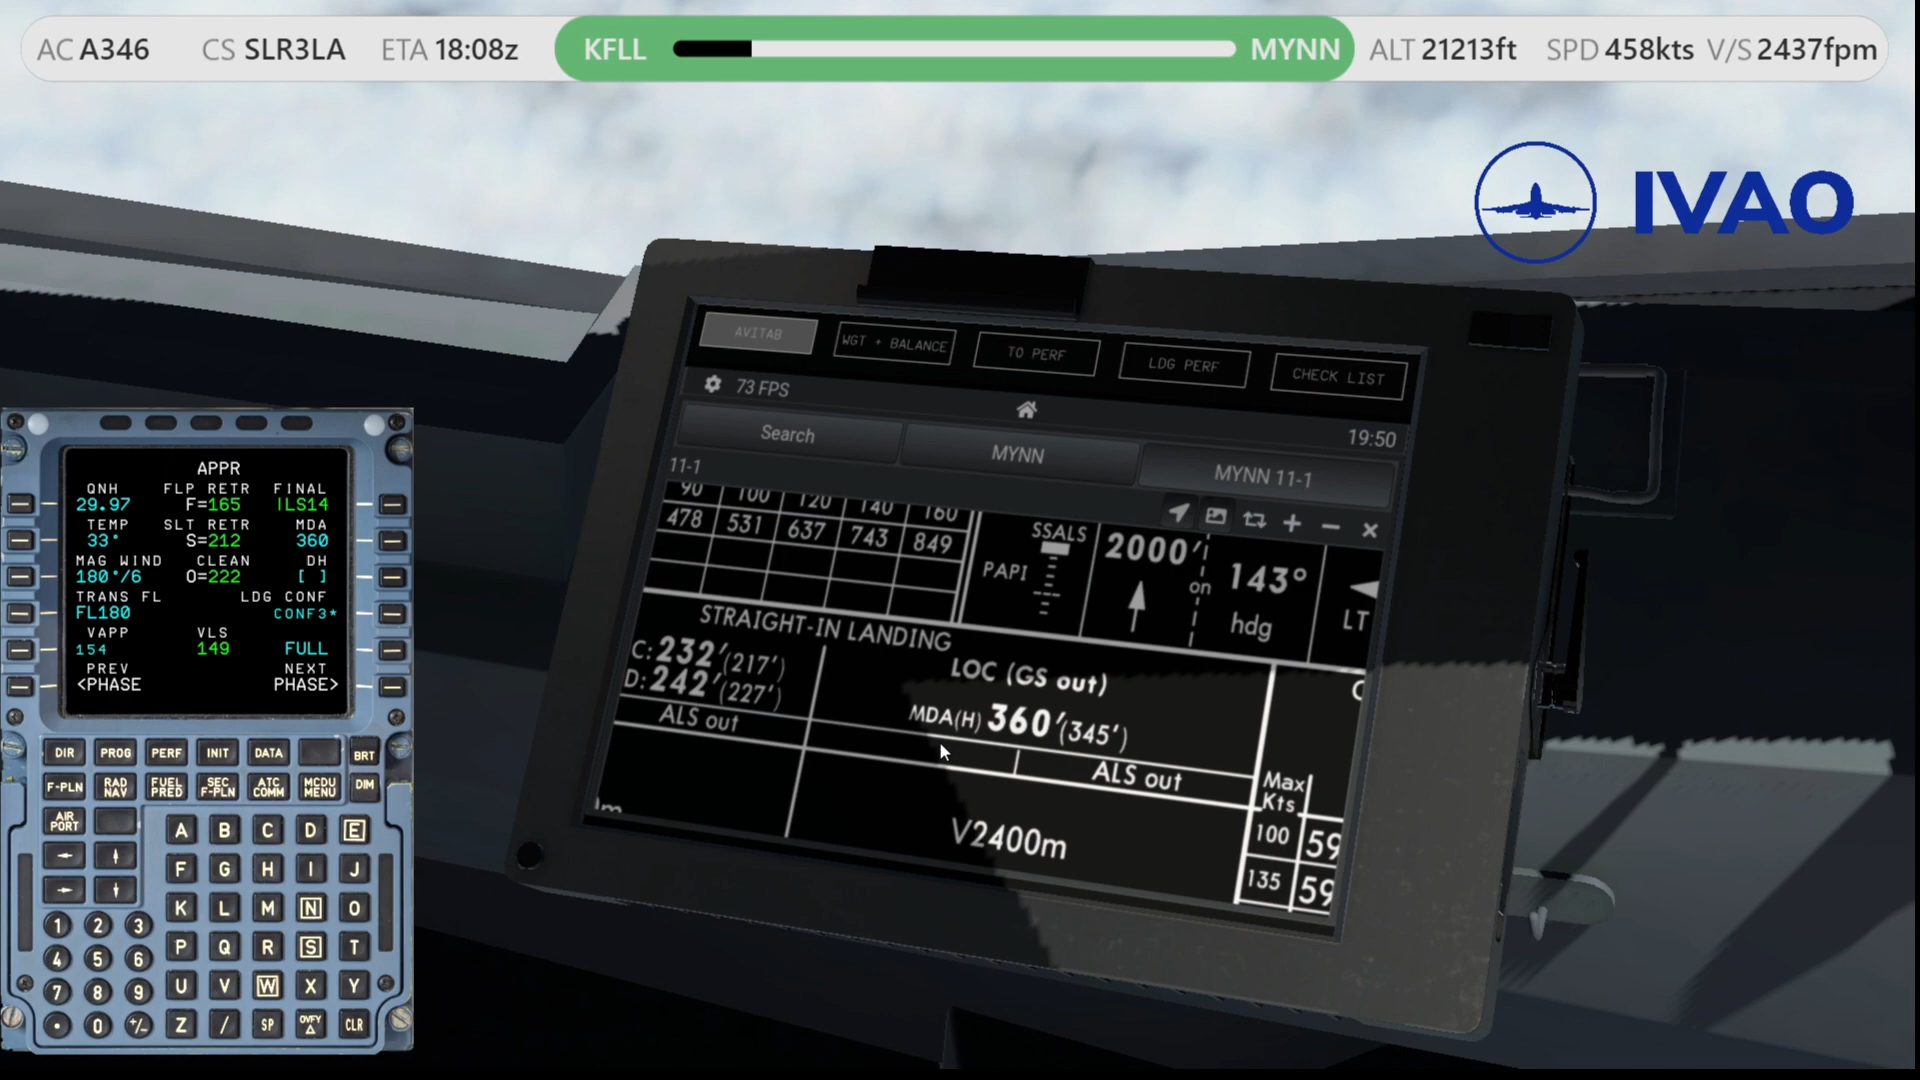 AC A346 CS SLR3LA ETA 18:08z KFLL MYNN ALT 21213ft SPD 458kts V/S 2437fpm
IVAO
AVITAB WGT + BALANCE TO PERF LDG PERF CHECK LIST
73 FPS
19:50
Search MYNN MYNN 11-1
11-1
90 100 120 140 160
478 531 637 743 849
SSALS
PAPI
2000'
on
143°
hdg
LT
STRAIGHT-IN LANDING
C: 232'(217')
D: 242'(227')
ALS out
LOC (GS out)
MDA(H) 360'(345')
ALS out
V2400m
Max
Kts
100 59
135 59
APPR
QNH FLP RETR FINAL
29.97 F=165 ILS14
TEMP SLT RETR MDA
33° S=212 360
MAG WIND CLEAN DH
180°/6 O=222 [ ]
TRANS FL LDG CONF
FL180 CONF3*
VAPP VLS
154 149 FULL
PREV NEXT
<PHASE PHASE>
DIR PROG PERF INIT DATA BRT
F-PLN RAD NAV FUEL PRED SEC F-PLN ATC COMM MCDU MENU DIM
AIR PORT
A B C D E
F G H I J
K L M N O
1 2 3
P Q R S T
4 5 6
U V W X Y
7 8 9
Z / SP OVFY Δ CLR
. 0 +/-